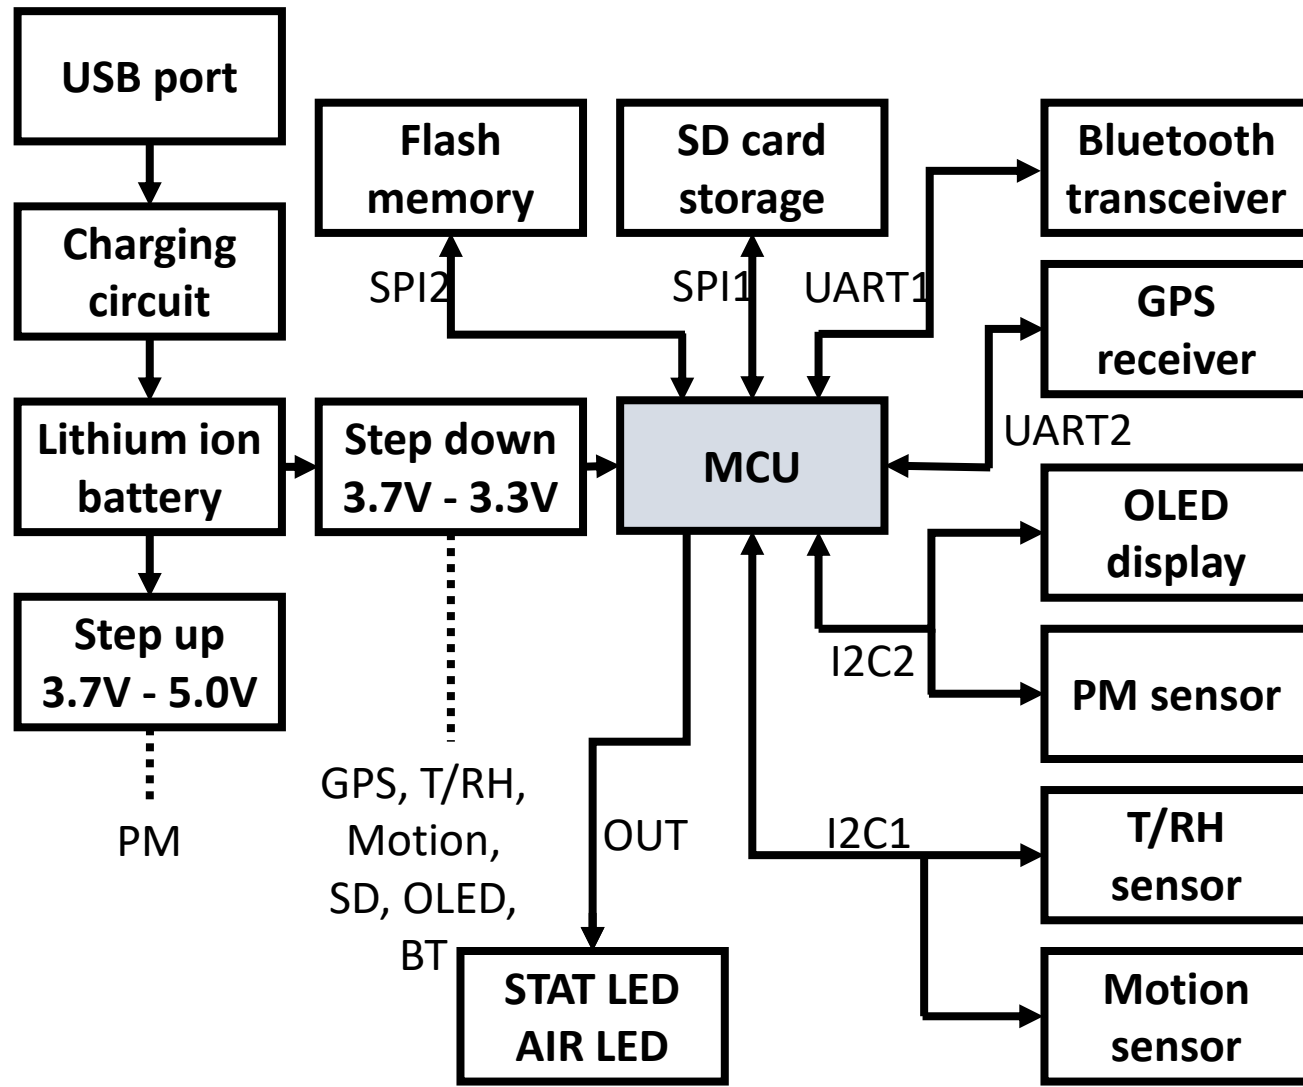 USB port
Charging
circuit
Lithium ion
battery
Step up
3.7V - 5.0V
PM
Flash
memory
SPI2
Step down
3.7V - 3.3V
GPS, T/RH,
Motion,
SD, OLED,
BT
SD card
storage
SPI1
UART1
MCU
OUT
STAT LED
AIR LED
Bluetooth
transceiver
GPS
receiver
UART2
OLED
display
I2C2
PM sensor
I2C1
T/RH
sensor
Motion
sensor